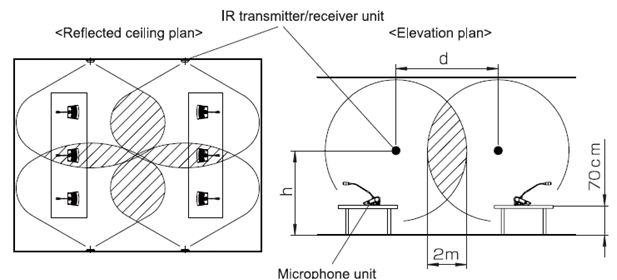 IR transmitter/receiver unit
<Reflected ceiling plan>
<Elevation plan>
d
h
70cm
2m
Microphone unit